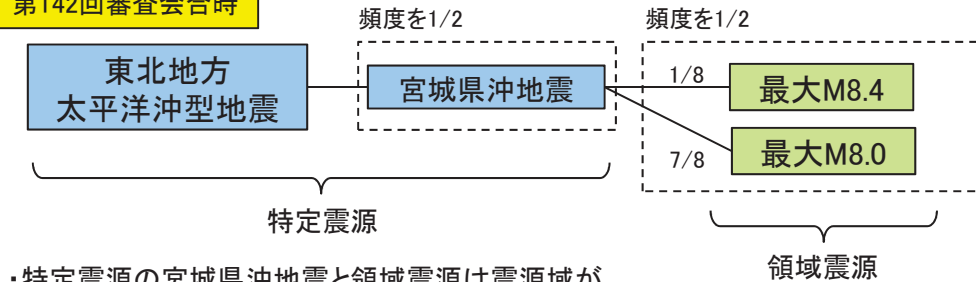 第142回審査会合時
頻度を1/2
頻度を1/2
東北地方
太平洋沖型地震
宮城県沖地震
1/8
最大M8.4
7/8
最大M8.0
特定震源
領域震源
・特定震源の宮城県沖地震と領域震源は震源域が